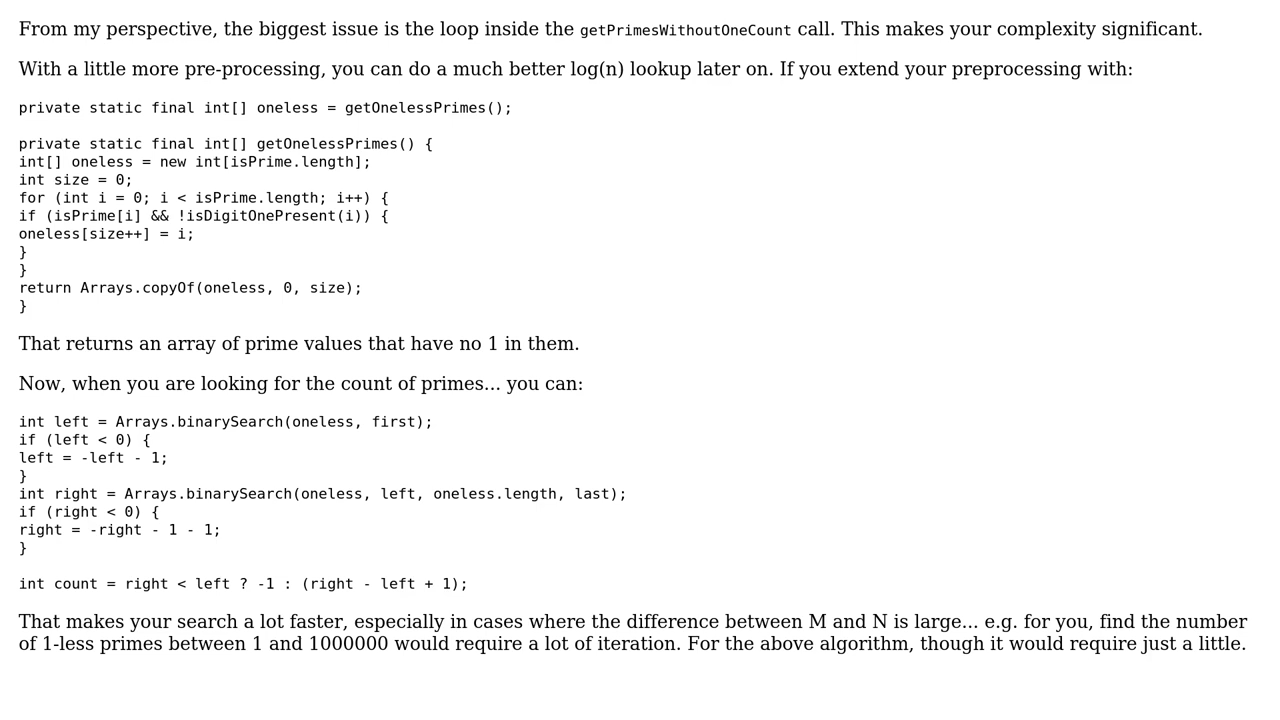 From my perspective, the biggest issue is the loop inside the getPrimesWithoutOneCount call. This makes your complexity significant.
With a little more pre-processing, you can do a much better log(n) lookup later on. If you extend your preprocessing with:
private static final int[] oneless = getOnelessPrimes();
private static final int[] getOnelessPrimes() {
int[] oneless = new int[isPrime.length];
int size = 0;
for (int i = 0; i < isPrime.length; i++) {
if (isPrime[i] && !isDigitOnePresent(i)) {
oneless[size++] = i;
}
}
return Arrays.copyOf(oneless, 0, size);
}
That returns an array of prime values that have no 1 in them.
Now, when you are looking for the count of primes... you can:
int left = Arrays.binarySearch(oneless, first);
if (left < 0) {
left = -left - 1;
}
int right = Arrays.binarySearch(oneless, left, oneless.length, last);
if (right < 0) {
right = -right - 1 - 1;
}
int count = right < left ? -1 : (right - left + 1);
That makes your search a lot faster, especially in cases where the difference between M and N is large... e.g. for you, find the number
of 1-less primes between 1 and 1000000 would require a lot of iteration. For the above algorithm, though it would require just a little.